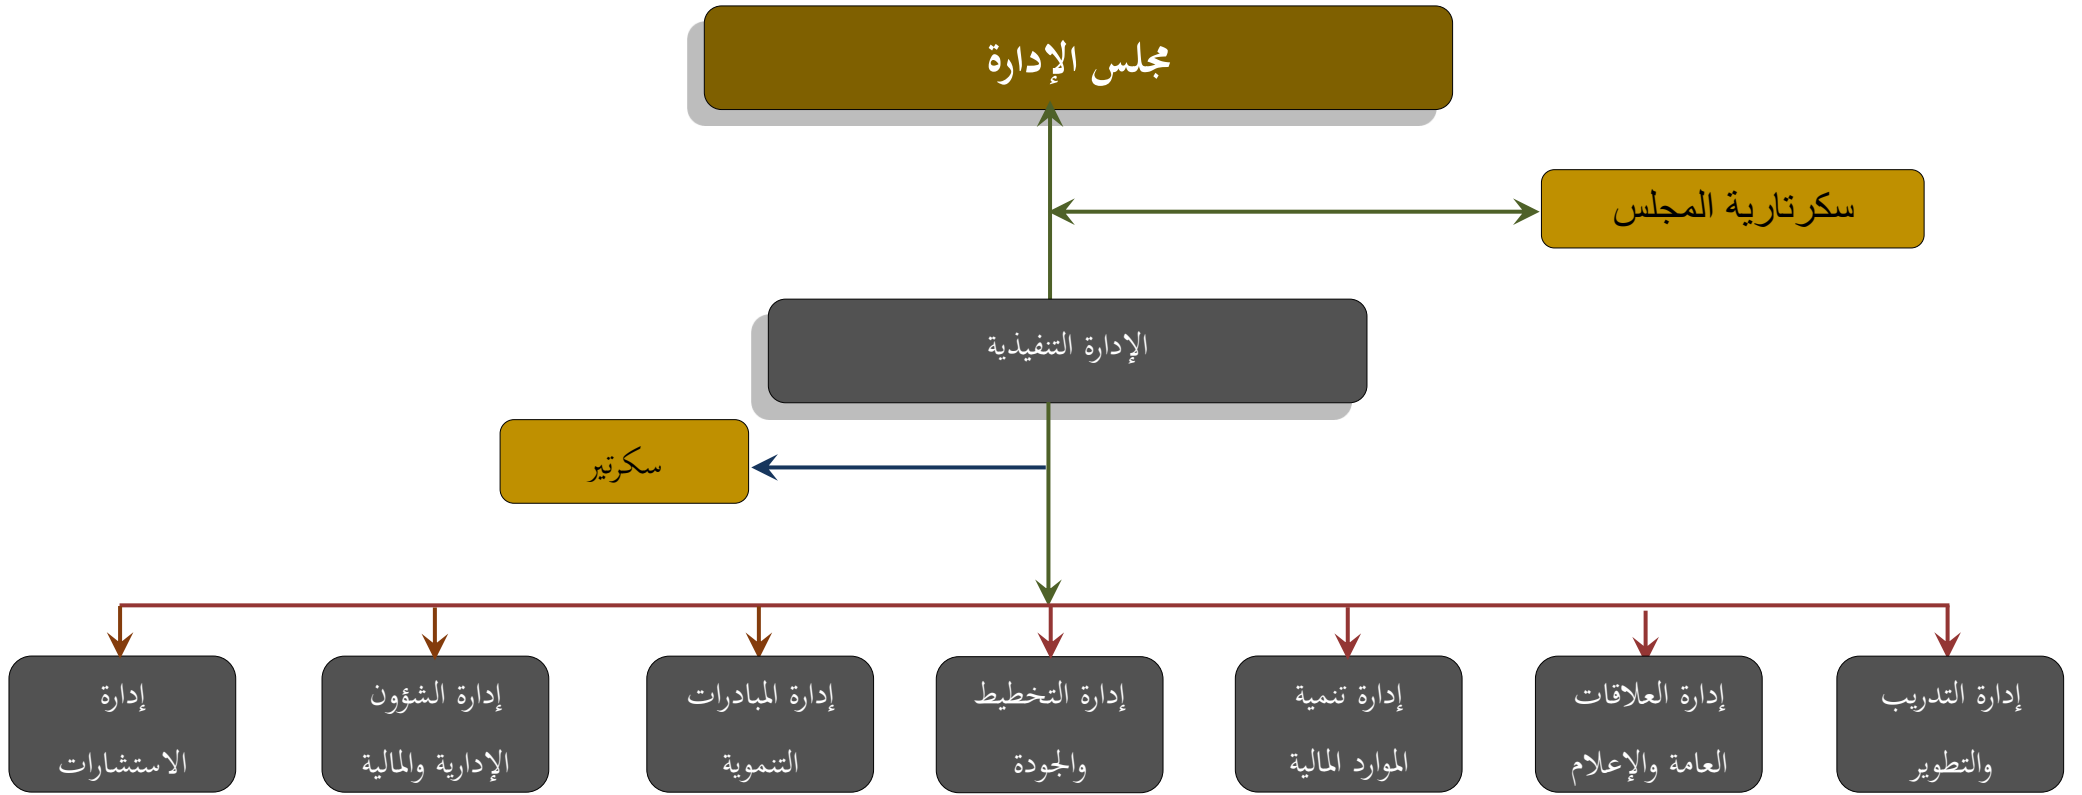 مجلس الإدارة
سكرتارية المجلس
الإدارة التنفيذية
سكرتير
إدارة التدريب
والتطوير
إدارة العلاقات
العامة والإعلام
إدارة تنمية
الموارد المالية
إدارة التخطيط
والجودة
إدارة المبادرات
التنموية
إدارة الشؤون
الإدارية والمالية
إدارة
الاستشارات